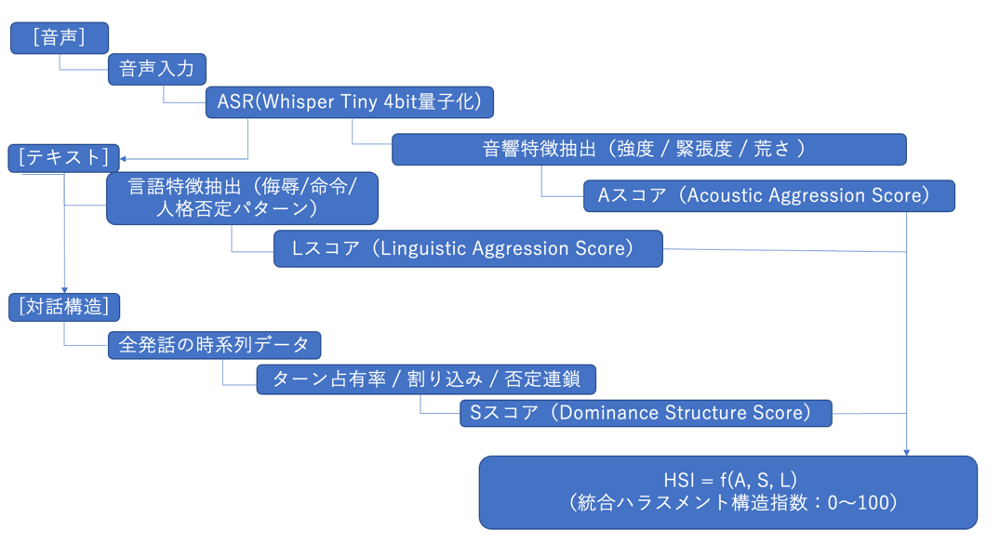 [音声]
音声入力
ASR(Whisper Tiny 4bit量子化)
音響特徴抽出（強度 / 緊張度 / 荒さ ）
[テキスト]
言語特徴抽出（侮辱/命令/
人格否定パターン）
Aスコア（Acoustic Aggression Score）
Lスコア（Linguistic Aggression Score）
[対話構造]
全発話の時系列データ
ターン占有率 / 割り込み / 否定連鎖
Sスコア（Dominance Structure Score）
HSI = f(A, S, L)
（統合ハラスメント構造指数：0～100）